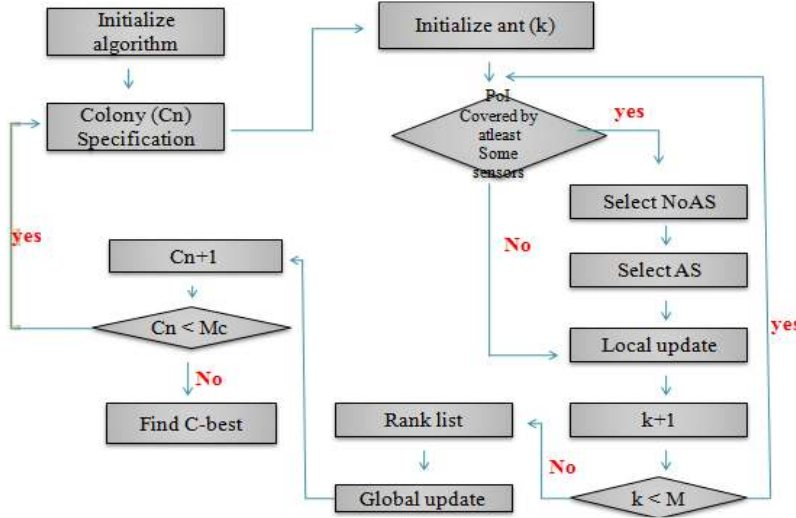 Initialize
algorithm
Initialize ant (k)
Colony (Cn)
Specification
PoI
Covered by
atleast
Some
sensors
yes
Select NoAS
yes
No
Cn+1
Select AS
Cn < Mc
yes
Local update
No
Find C-best
Rank list
k+1
No
Global update
k < M